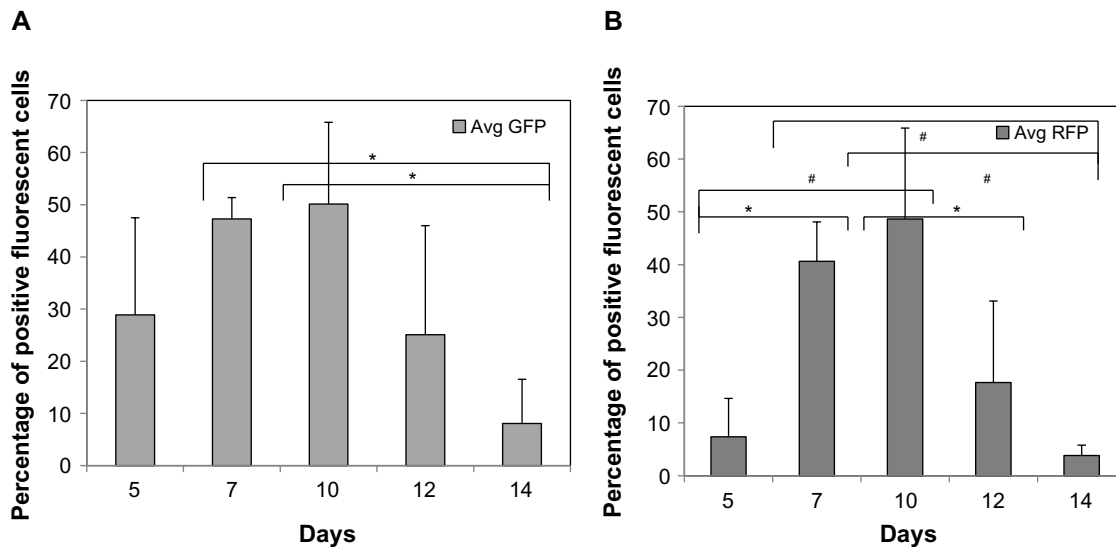 A
Percentage of positive fluorescent cells
70
60
50
40
30
20
10
0
Avg GFP
*
*
5 7 10 12 14
Days
B
Percentage of positive fluorescent cells
70
60
50
40
30
20
10
0
Avg RFP
#
# #
* *
5 7 10 12 14
Days